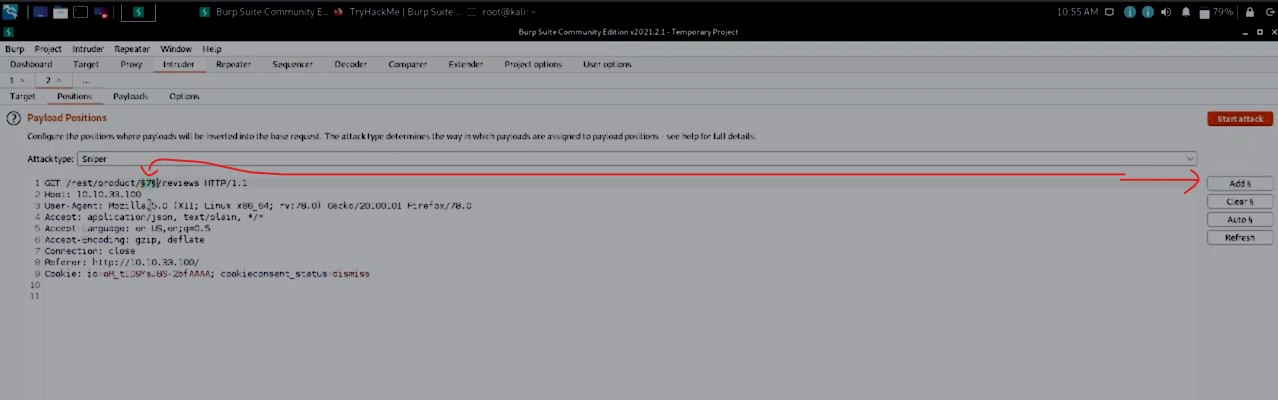 Burp Suite Community E... TryHackMe | Burp Suite ... root@kali: ~ 10:55 AM 79%
Burp Suite Community Edition v2021.2.1 - Temporary Project
Burp Project Intruder Repeater Window Help
Dashboard Target Proxy Intruder Repeater Sequencer Decoder Comparer Extender Project options User options
1 × 2 × ...
Target Positions Payloads Options
? Payload Positions Start attack
Configure the positions where payloads will be inserted into the base request. The attack type determines the way in which payloads are assigned to payload positions - see help for full details.
Attack type: Sniper
1 GET /rest/product/§7§/reviews HTTP/1.1 Add §
2 Host: 10.10.33.100
3 User-Agent: Mozilla/5.0 (X11; Linux x86_64; rv:78.0) Gecko/20100101 Firefox/78.0 Clear §
4 Accept: application/json, text/plain, */*
5 Accept-Language: en-US,en;q=0.5 Auto §
6 Accept-Encoding: gzip, deflate Refresh
7 Connection: close
8 Referer: http://10.10.33.100/
9 Cookie: cookieconsent_status=dismiss
10
11